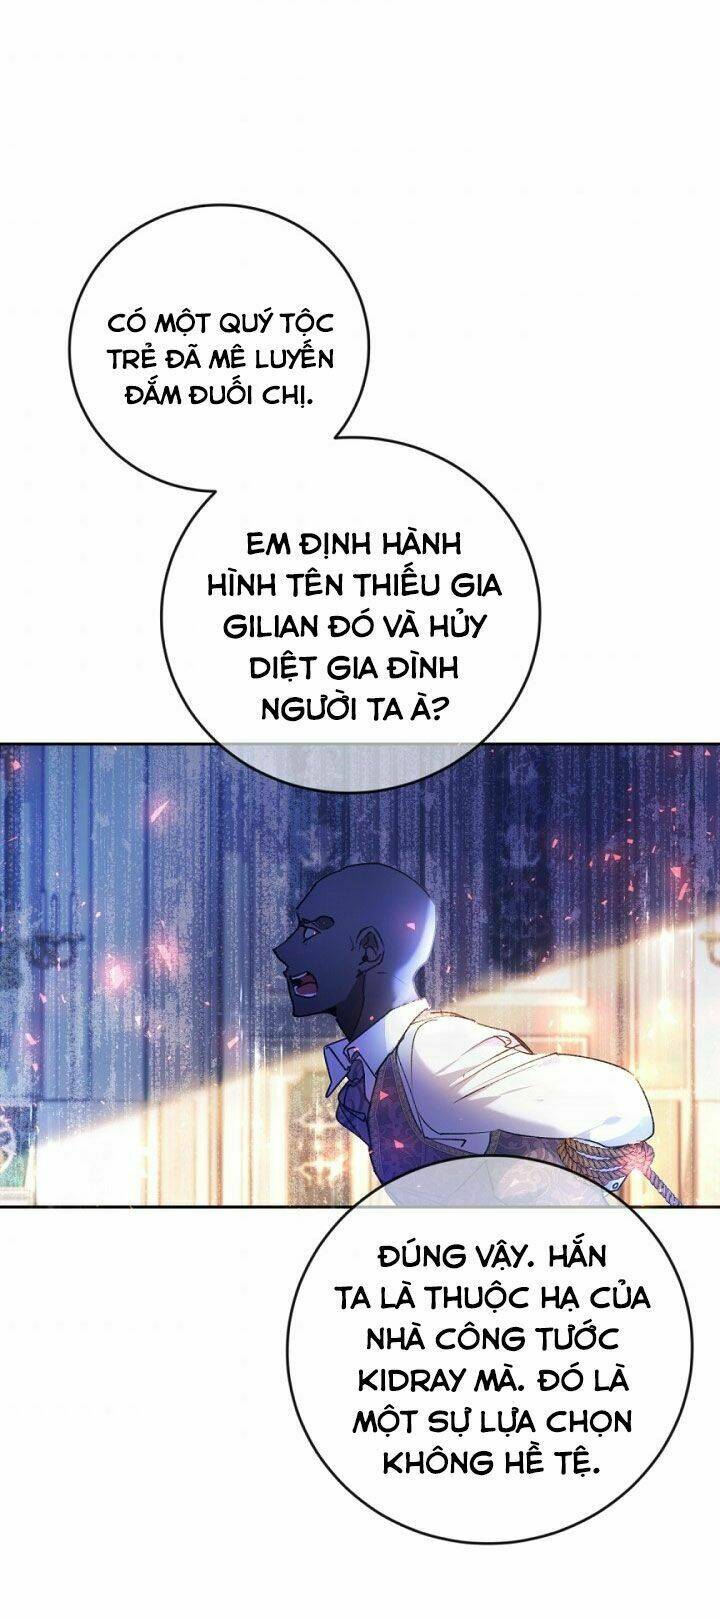 CÓ MỘT QUÝ TỘC
TRẺ ĐÃ MÊ LUYẾN
ĐẮM ĐUỐI CHỊ.
EM ĐỊNH HÀNH
HÌNH TÊN THIẾU GIA
GILIAN ĐÓ VÀ HỦY
DIỆT GIA ĐÌNH
NGƯỜI TA À?
ĐÚNG VẬY. HẮN
TA LÀ THUỘC HẠ CỦA
NHÀ CÔNG TƯỚC
KIDRAY MÀ. ĐÓ LÀ
MỘT SỰ LỰA CHỌN
KHÔNG HỀ TỆ.